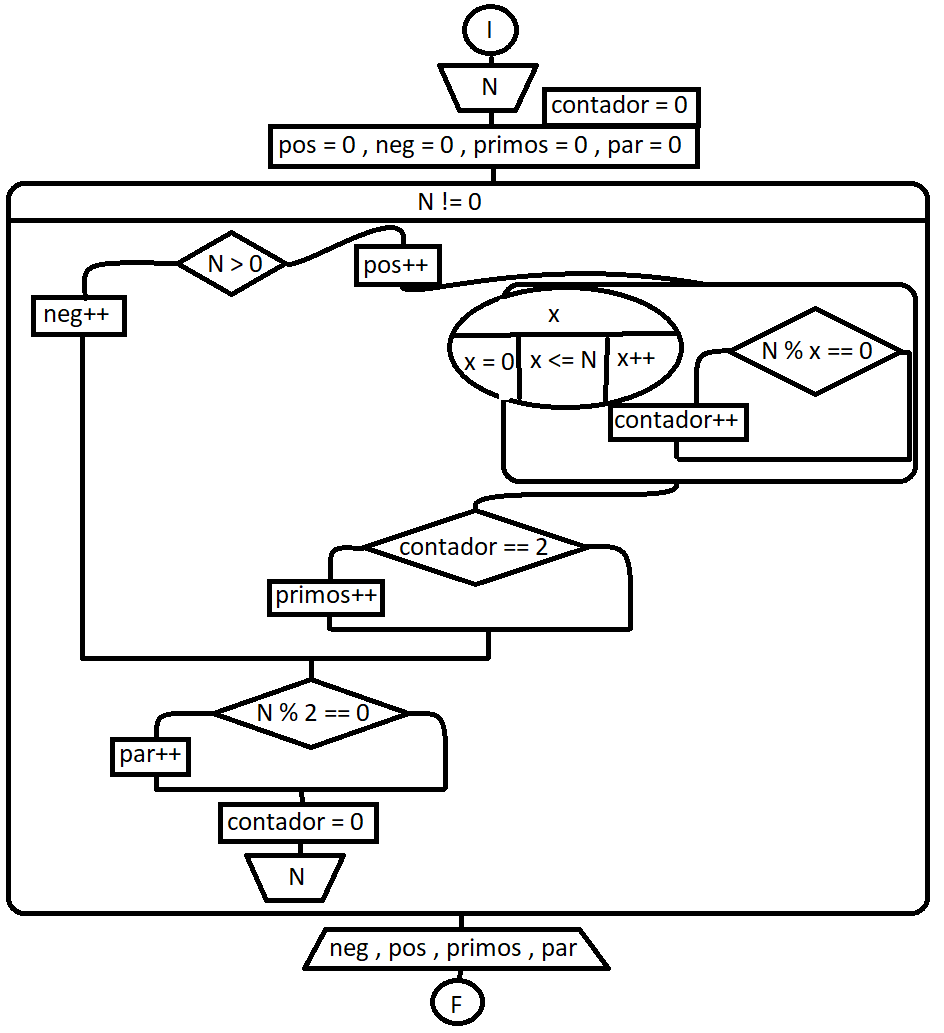 I
N
contador = 0
pos = 0 , neg = 0 , primos = 0 , par = 0
N != 0
N > 0
pos++
neg++
x
x = 0
x <= N
x++
N % x == 0
contador++
contador == 2
primos++
N % 2 == 0
par++
contador = 0
N
neg , pos , primos , par
F